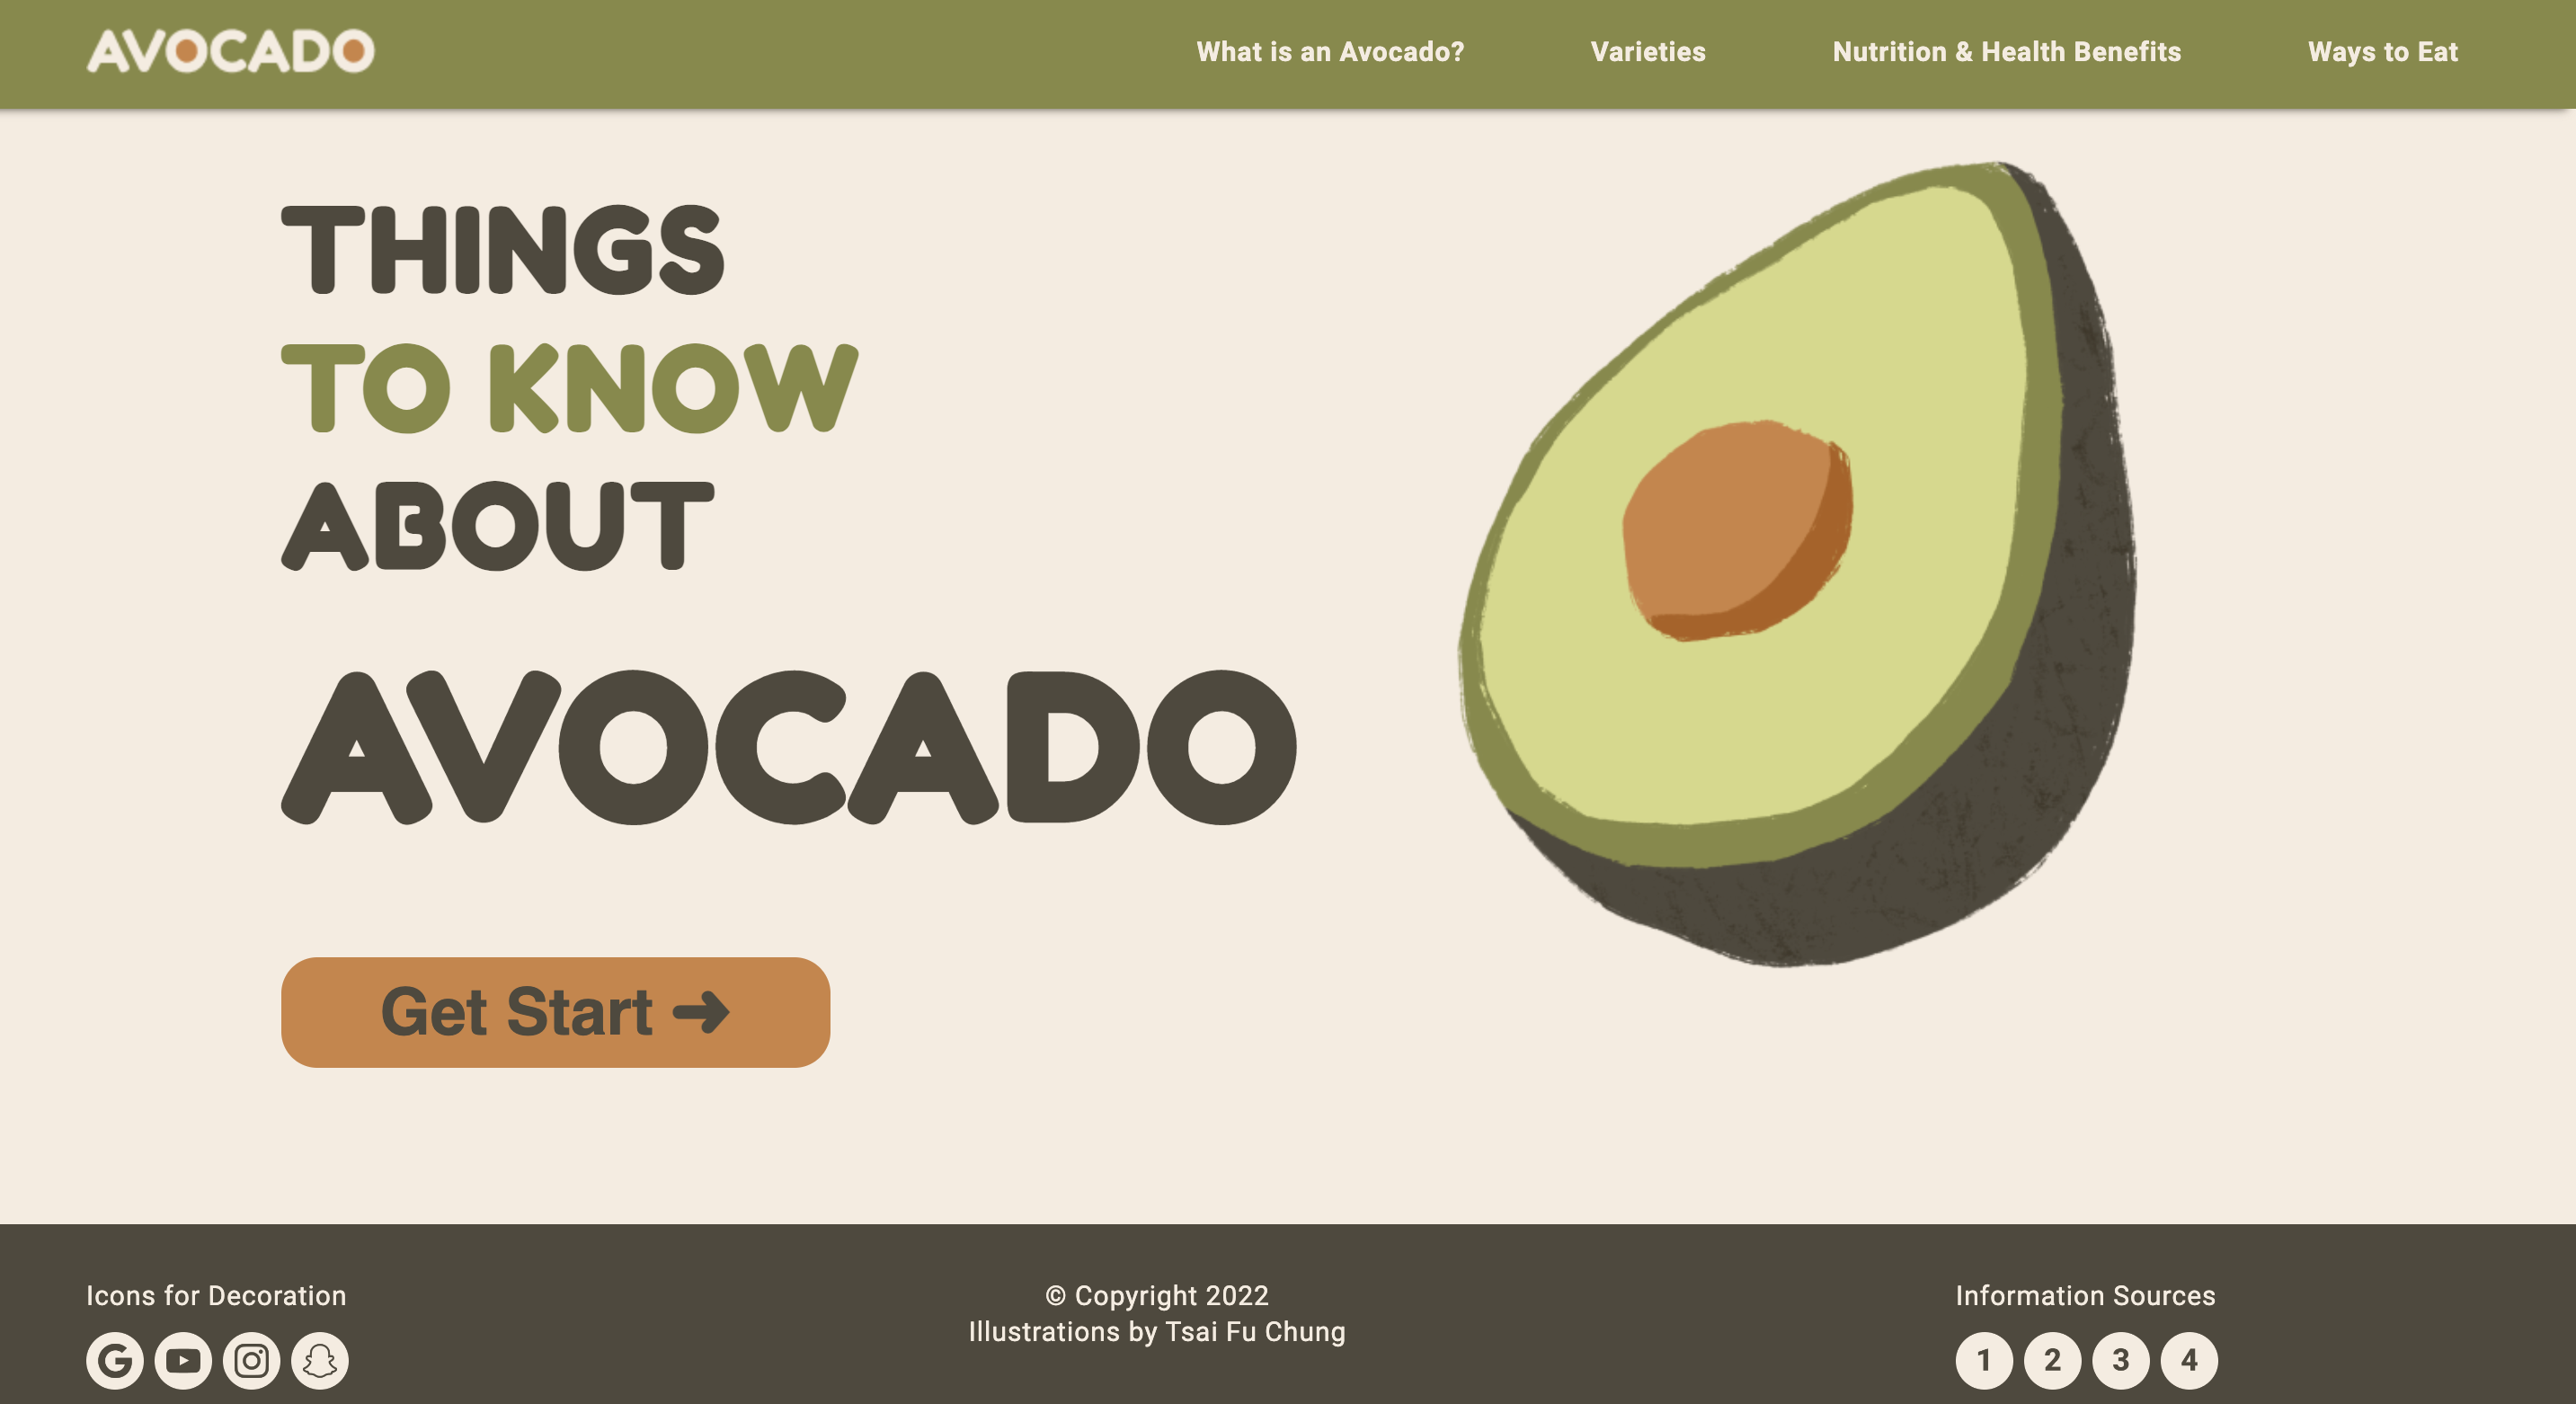 AVOCADO
What is an Avocado?
Varieties
Nutrition & Health Benefits
Ways to Eat
THINGS
TO KNOW
ABOUT
AVOCADO
Get Start ➜
Icons for Decoration
© Copyright 2022
Illustrations by Tsai Fu Chung
Information Sources
1 2 3 4